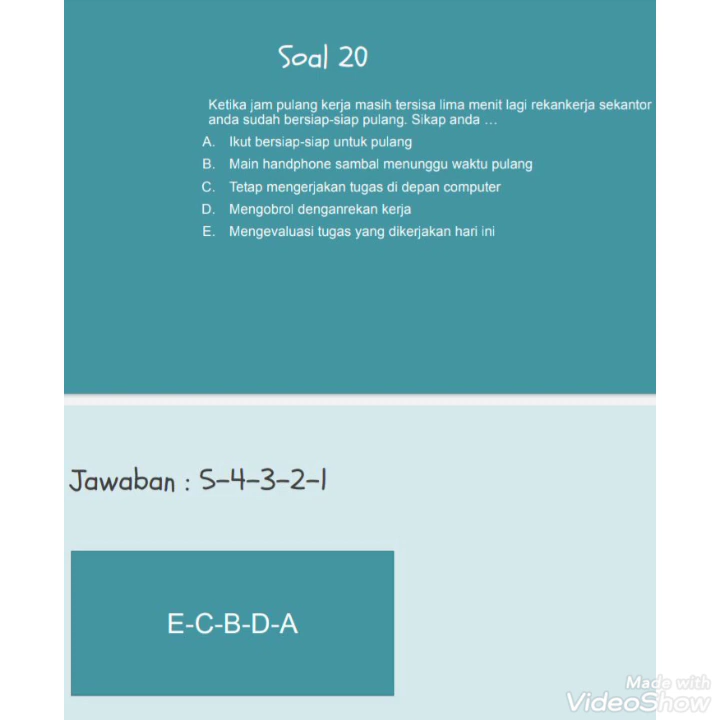 Soal 20
Ketika jam pulang kerja masih tersisa lima menit lagi rekankerja sekantor
anda sudah bersiap-siap pulang. Sikap anda ...
A. Ikut bersiap-siap untuk pulang
B. Main handphone sambal menunggu waktu pulang
C. Tetap mengerjakan tugas di depan computer
D. Mengobrol denganrekan kerja
E. Mengevaluasi tugas yang dikerjakan hari ini
Jawaban : 5-4-3-2-1
E-C-B-D-A
Made with
VideoShow